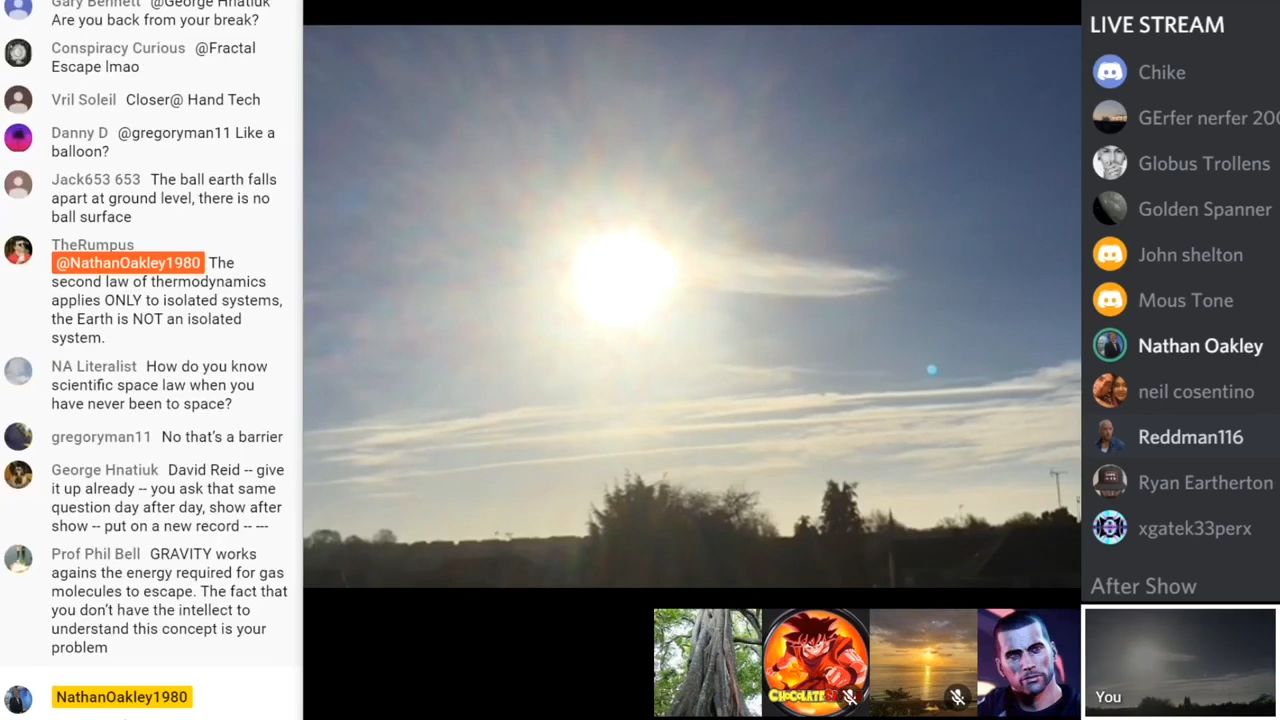 Gary Bennett @George Hnatiuk
Are you back from your break?
Conspiracy Curious @Fractal
Escape lmao
Vril Soleil Closer@ Hand Tech
Danny D @gregoryman11 Like a
balloon?
Jack653 653 The ball earth falls
apart at ground level, there is no
ball surface
TheRumpus
@NathanOakley1980 The
second law of thermodynamics
applies ONLY to isolated systems,
the Earth is NOT an isolated
system.
NA Literalist How do you know
scientific space law when you
have never been to space?
gregoryman11 No that's a barrier
George Hnatiuk David Reid -- give
it up already -- you ask that same
question day after day, show after
show -- put on a new record -- ---
Prof Phil Bell GRAVITY works
agains the energy required for gas
molecules to escape. The fact that
you don't have the intellect to
understand this concept is your
problem
NathanOakley1980
LIVE STREAM
Chike
GErfer nerfer 200
Globus Trollens
Golden Spanner
John shelton
Mous Tone
Nathan Oakley
neil cosentino
Reddman116
Ryan Eartherton
xgatek33perx
After Show
You